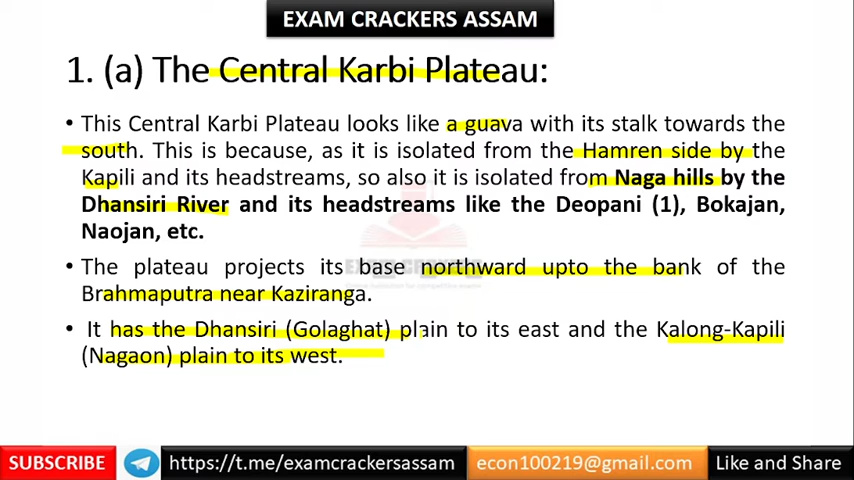 EXAM CRACKERS ASSAM
1. (a) The Central Karbi Plateau:
• This Central Karbi Plateau looks like a guava with its stalk towards the
south. This is because, as it is isolated from the Hamren side by the
Kapili and its headstreams, so also it is isolated from Naga hills by the
Dhansiri River and its headstreams like the Deopani (1), Bokajan,
Naojan, etc.
• The plateau projects its base northward upto the bank of the
Brahmaputra near Kaziranga.
• It has the Dhansiri (Golaghat) plain to its east and the Kalong-Kapili
(Nagaon) plain to its west.
EXAM CRACKERS
SUBSCRIBE https://t.me/examcrackersassam econ100219@gmail.com Like and Share